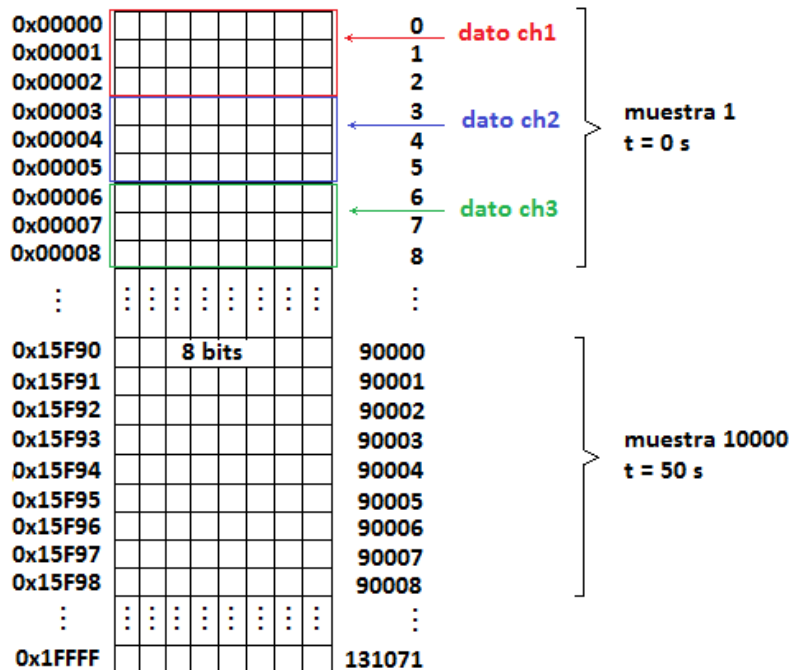 0x00000 0 dato ch1
0x00001 1
0x00002 2
0x00003 3 dato ch2 muestra 1
0x00004 4 t = 0 s
0x00005 5
0x00006 6 dato ch3
0x00007 7
0x00008 8
⋮ ⋮ ⋮ ⋮ ⋮ ⋮ ⋮ ⋮ ⋮ ⋮
0x15F90 8 bits 90000
0x15F91 90001
0x15F92 90002
0x15F93 90003 muestra 10000
0x15F94 90004 t = 50 s
0x15F95 90005
0x15F96 90006
0x15F97 90007
0x15F98 90008
⋮ ⋮ ⋮ ⋮ ⋮ ⋮ ⋮ ⋮ ⋮ ⋮
0x1FFFF 131071